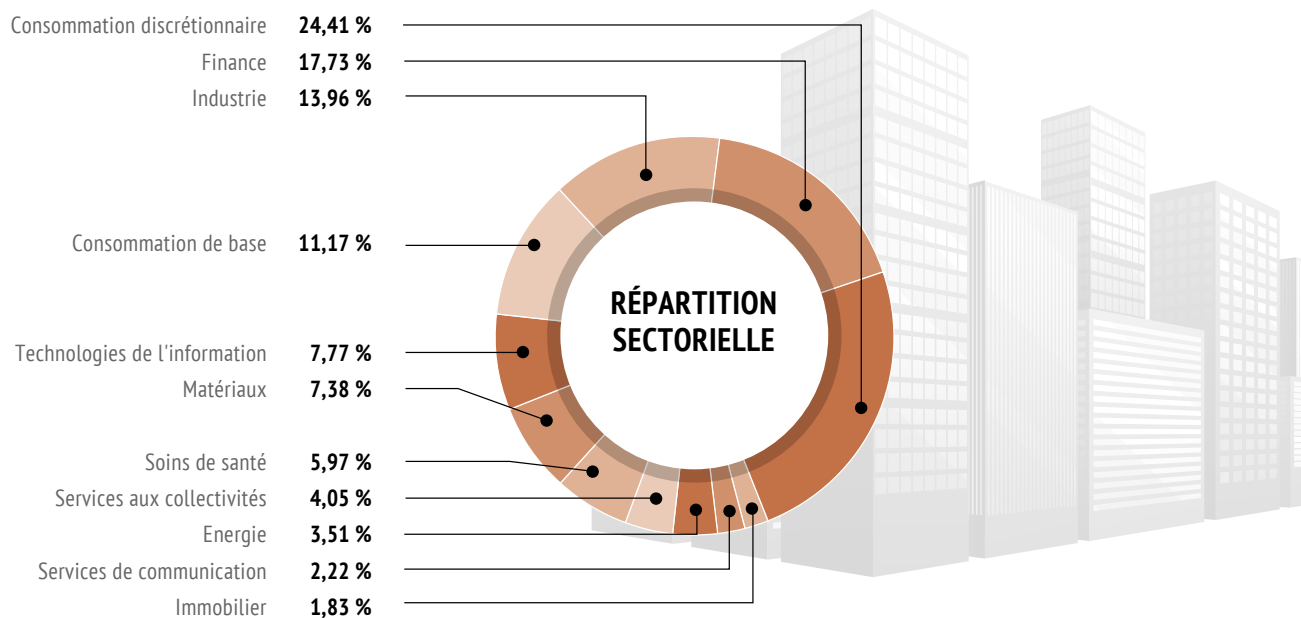 Consommation discrétionnaire 24,41 %
Finance 17,73 %
Industrie 13,96 %
Consommation de base 11,17 %
RÉPARTITION
SECTORIELLE
Technologies de l'information 7,77 %
Matériaux 7,38 %
Soins de santé 5,97 %
Services aux collectivités 4,05 %
Energie 3,51 %
Services de communication 2,22 %
Immobilier 1,83 %